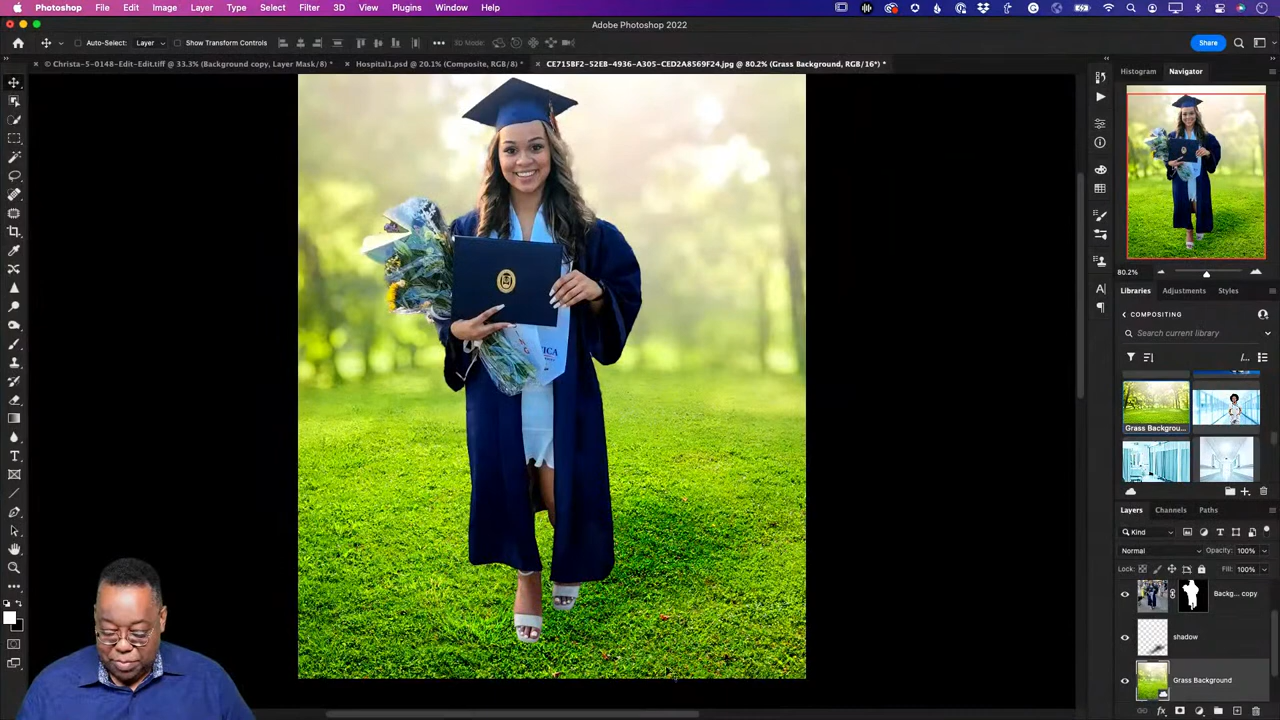 Photoshop File Edit Image Layer Type Select Filter 3D View Plugins Window Help
Adobe Photoshop 2022
Auto-Select: Layer Show Transform Controls 3D Mode: Share
Christa-5-0148-Edit-Edit.tiff @ 33.3% (Background copy, Layer Mask/8) *
Hospital1.psd @ 20.1% (Composite, RGB/8) *
CE715BF2-52EB-4936-A305-CED2A8569F24.jpg @ 80.2% (Grass Background, RGB/16*) *
Histogram Navigator
80.2%
Libraries Adjustments Styles
COMPOSITING
Search current library
Grass Backgrou...
Layers Channels Paths
Kind
Normal Opacity: 100%
Lock: Fill: 100%
Backg... copy
shadow
Grass Background